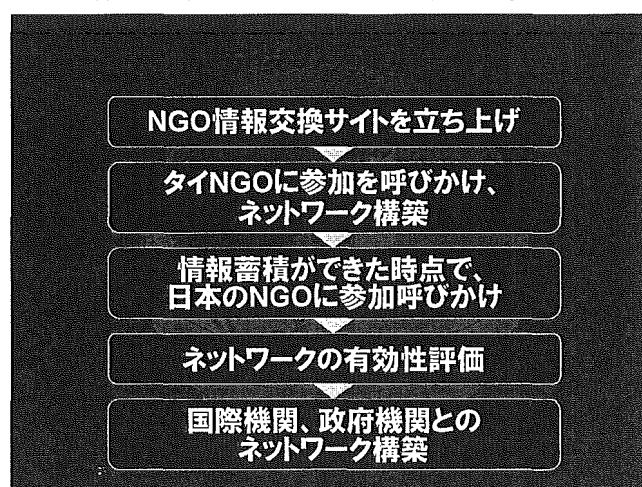 NGO情報交換サイトを立ち上げ
タイNGOに参加を呼びかけ、
ネットワーク構築
情報蓄積ができた時点で、
日本のNGOに参加呼びかけ
ネットワークの有効性評価
国際機関、政府機関との
ネットワーク構築